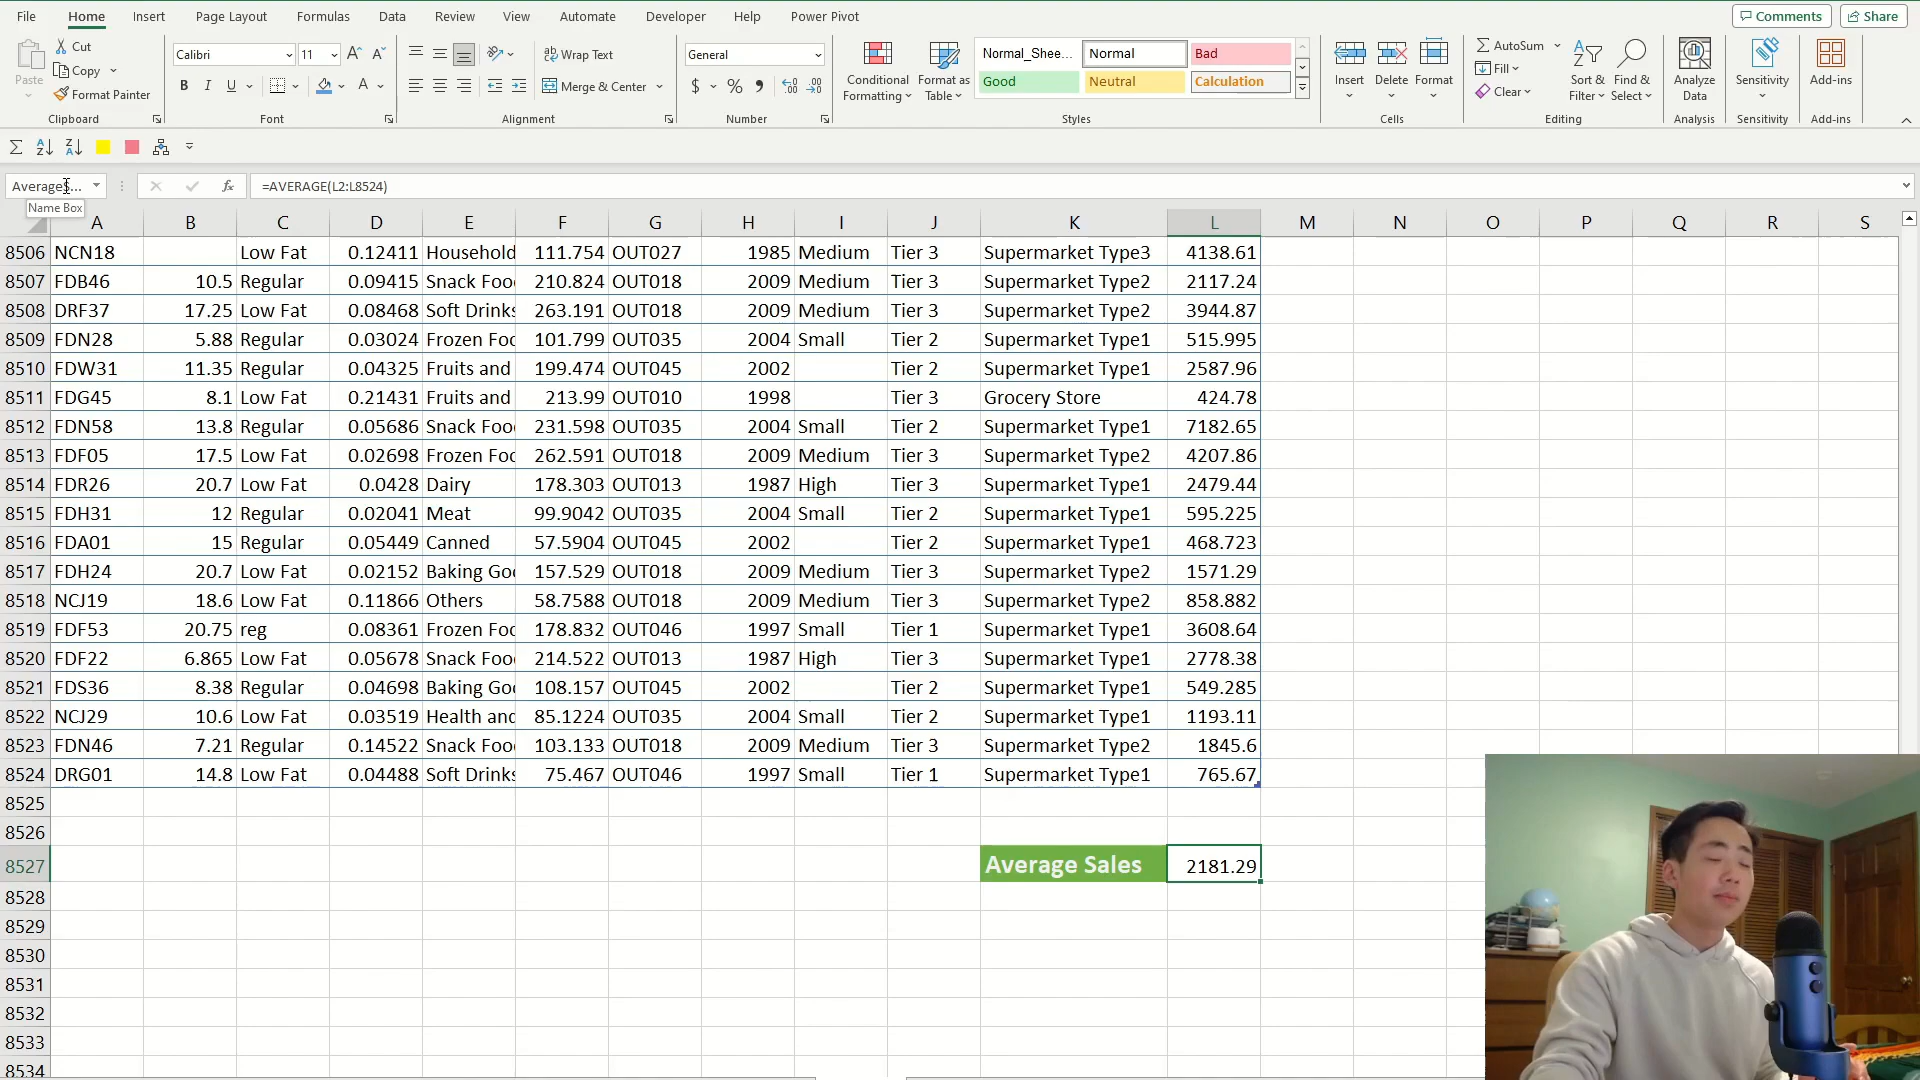 File Home Insert Page Layout Formulas Data Review View Automate Developer Help Power Pivot Comments Share
Paste Cut Copy Format Painter Clipboard
Calibri 11 B I U A A A Font
Wrap Text Merge & Center Alignment
General $ % Number
Conditional Formatting Format as Table
Normal_Shee... Normal Bad
Good Neutral Calculation
Styles
Insert Delete Format Cells
AutoSum Fill Clear Sort & Filter Find & Select Editing
Analyze Data Analysis
Sensitivity Sensitivity
Add-ins Add-ins
Average$... fx =AVERAGE(L2:L8524)
Name Box
A B C D E F G H I J K L M N O P Q R S
8506 NCN18 Low Fat 0.12411 Household 111.754 OUT027 1985 Medium Tier 3 Supermarket Type3 4138.61
8507 FDB46 10.5 Regular 0.09415 Snack Foo 210.824 OUT018 2009 Medium Tier 3 Supermarket Type2 2117.24
8508 DRF37 17.25 Low Fat 0.08468 Soft Drinks 263.191 OUT018 2009 Medium Tier 3 Supermarket Type2 3944.87
8509 FDN28 5.88 Regular 0.03024 Frozen Foo 101.799 OUT035 2004 Small Tier 2 Supermarket Type1 515.995
8510 FDW31 11.35 Regular 0.04325 Fruits and 199.474 OUT045 2002 Tier 2 Supermarket Type1 2587.96
8511 FDG45 8.1 Low Fat 0.21431 Fruits and 213.99 OUT010 1998 Tier 3 Grocery Store 424.78
8512 FDN58 13.8 Regular 0.05686 Snack Foo 231.598 OUT035 2004 Small Tier 2 Supermarket Type1 7182.65
8513 FDF05 17.5 Low Fat 0.02698 Frozen Foo 262.591 OUT018 2009 Medium Tier 3 Supermarket Type2 4207.86
8514 FDR26 20.7 Low Fat 0.0428 Dairy 178.303 OUT013 1987 High Tier 3 Supermarket Type1 2479.44
8515 FDH31 12 Regular 0.02041 Meat 99.9042 OUT035 2004 Small Tier 2 Supermarket Type1 595.225
8516 FDA01 15 Regular 0.05449 Canned 57.5904 OUT045 2002 Tier 2 Supermarket Type1 468.723
8517 FDH24 20.7 Low Fat 0.02152 Baking Goo 157.529 OUT018 2009 Medium Tier 3 Supermarket Type2 1571.29
8518 NCJ19 18.6 Low Fat 0.11866 Others 58.7588 OUT018 2009 Medium Tier 3 Supermarket Type2 858.882
8519 FDF53 20.75 reg 0.08361 Frozen Foo 178.832 OUT046 1997 Small Tier 1 Supermarket Type1 3608.64
8520 FDF22 6.865 Low Fat 0.05678 Snack Foo 214.522 OUT013 1987 High Tier 3 Supermarket Type1 2778.38
8521 FDS36 8.38 Regular 0.04698 Baking Goo 108.157 OUT045 2002 Tier 2 Supermarket Type1 549.285
8522 NCJ29 10.6 Low Fat 0.03519 Health and 85.1224 OUT035 2004 Small Tier 2 Supermarket Type1 1193.11
8523 FDN46 7.21 Regular 0.14522 Snack Foo 103.133 OUT018 2009 Medium Tier 3 Supermarket Type2 1845.6
8524 DRG01 14.8 Low Fat 0.04488 Soft Drinks 75.467 OUT046 1997 Small Tier 1 Supermarket Type1 765.67
8525
8526
8527 Average Sales 2181.29
8528
8529
8530
8531
8532
8533
8534